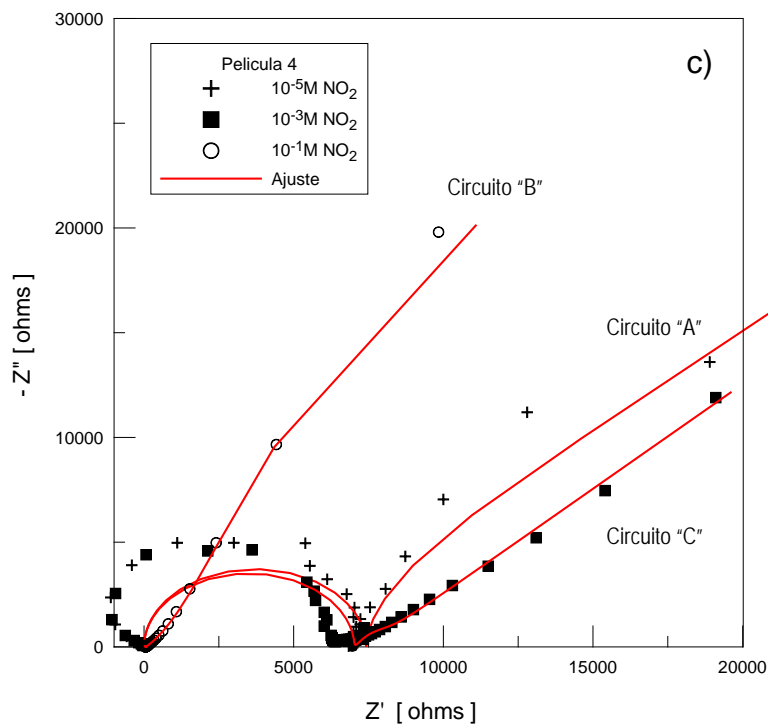 30000
20000
10000
0
- Z" [ ohms ]
c)
Pelicula 4
10-5M NO2
10-3M NO2
10-1M NO2
Ajuste
Circuito "B"
Circuito "A"
Circuito "C"
0 5000 10000 15000 20000
Z' [ ohms ]